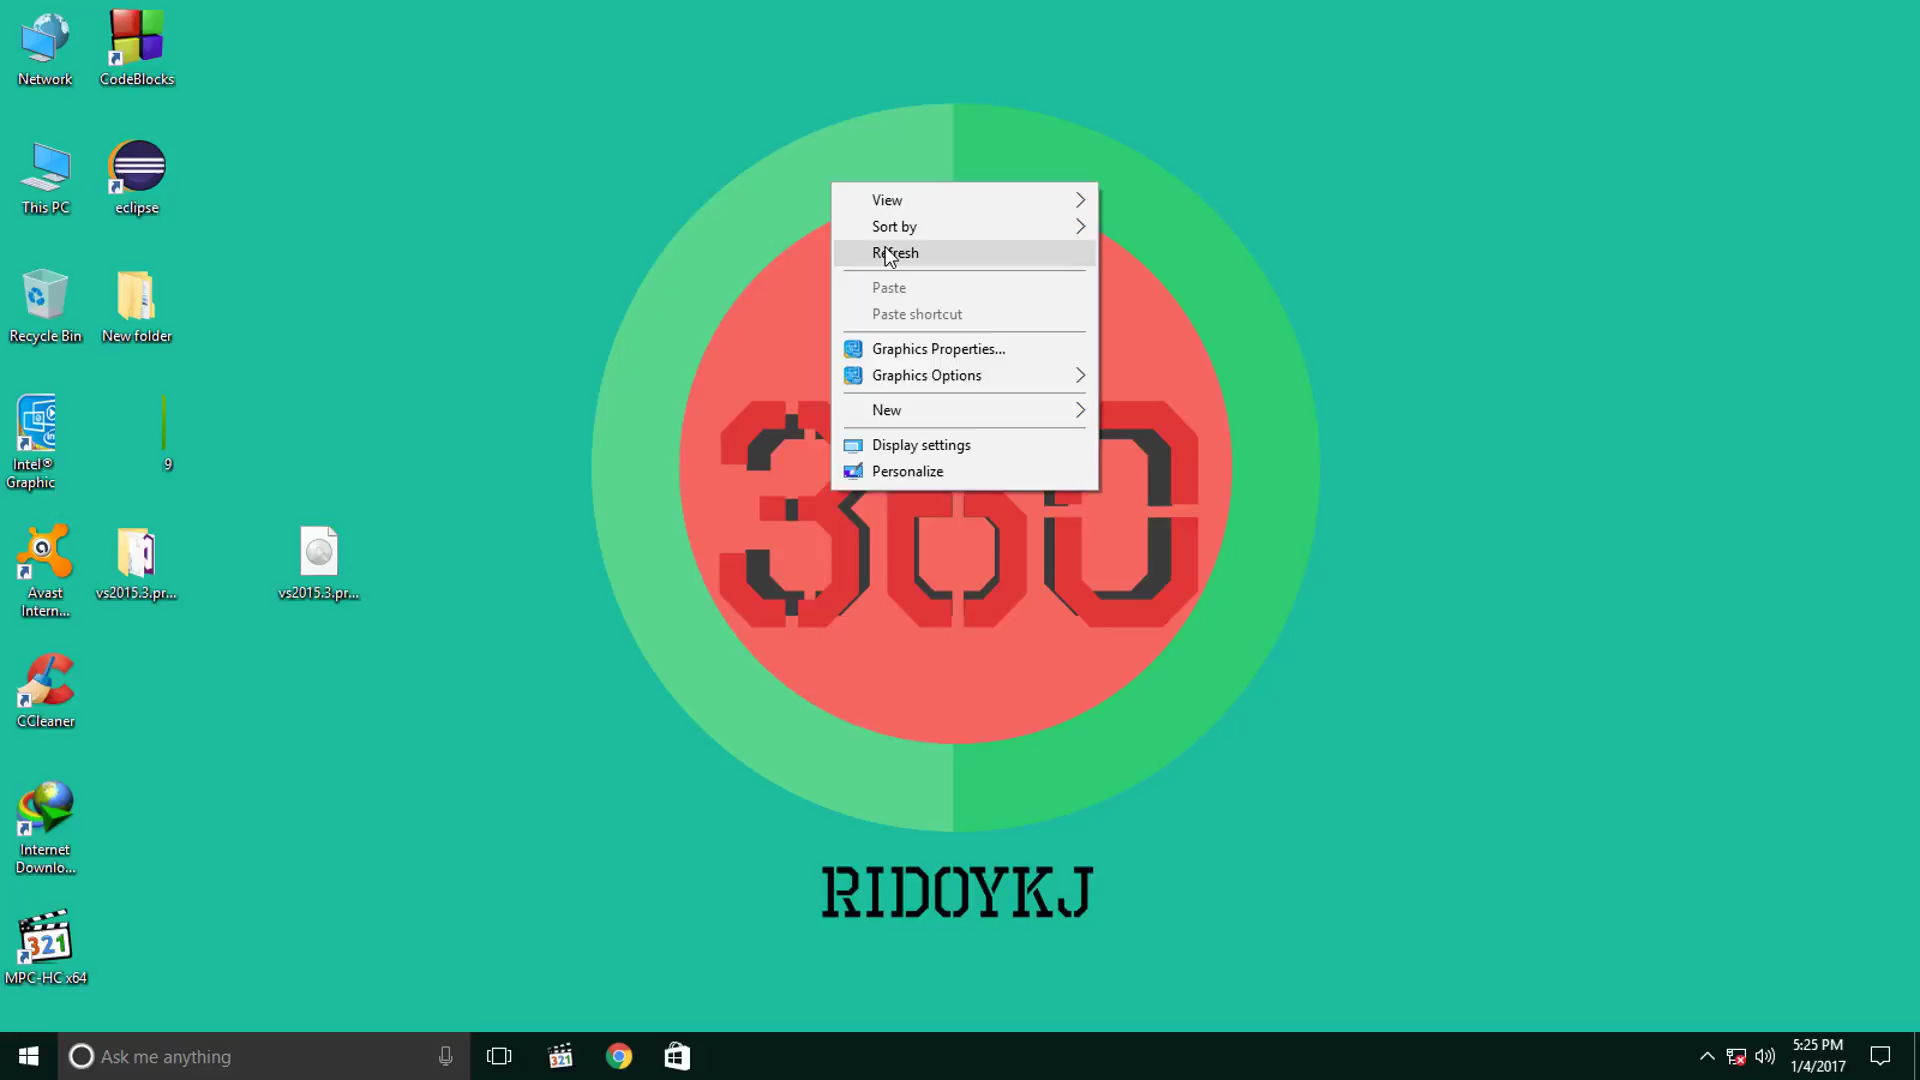 Network
CodeBlocks
This PC
eclipse
Recycle Bin
New folder
Intel®
Graphic
9
Avast
Intern...
vs2015.3.pr...
vs2015.3.pr...
CCleaner
Internet
Downlo...
321
MPC-HC x64
View
Sort by
Refresh
Paste
Paste shortcut
Graphics Properties...
Graphics Options
New
Display settings
Personalize
360
RIDOYKJ
Ask me anything
321
5:25 PM
1/4/2017